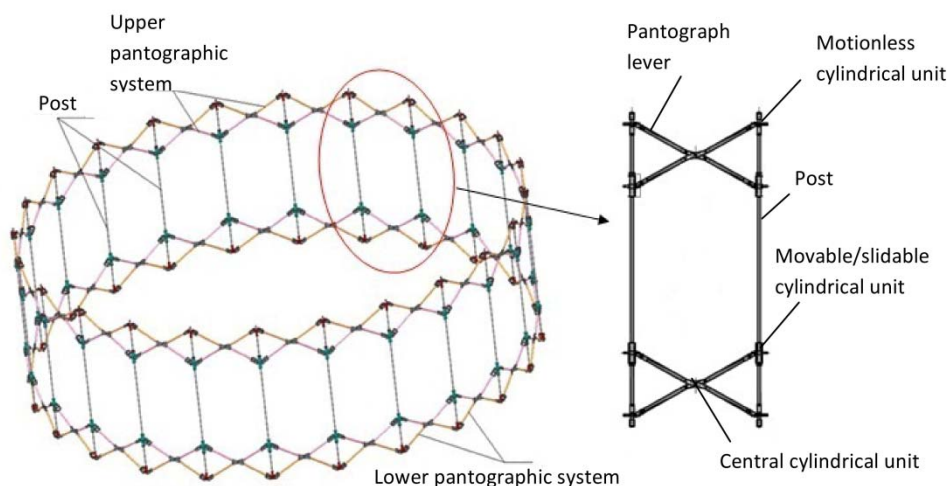 Upper
pantographic
system
Post
Lower pantographic system
Pantograph
lever
Motionless
cylindrical unit
Post
Movable/slidable
cylindrical unit
Central cylindrical unit